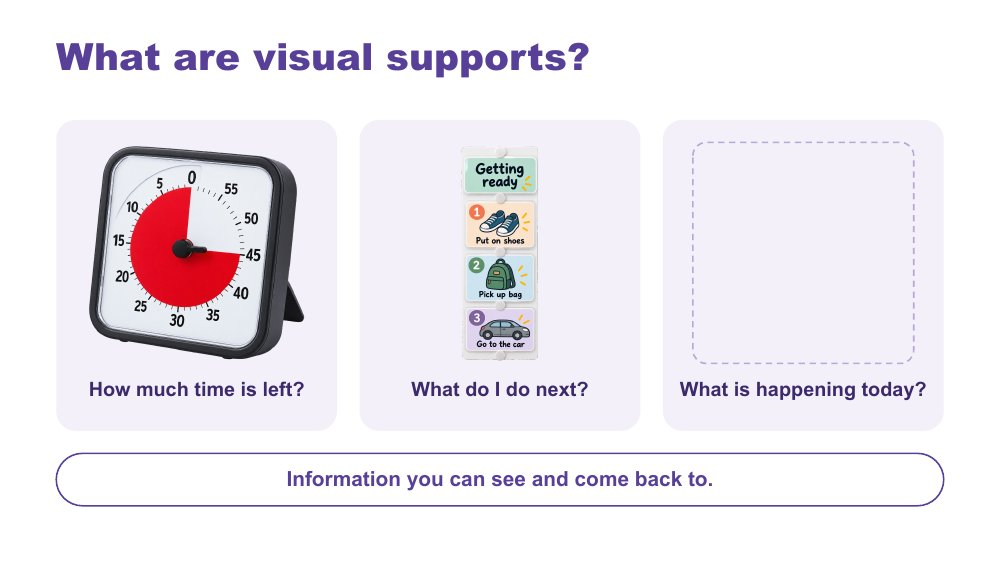 What are visual supports?
0
55
50
45
40
35
30
25
20
15
10
5
How much time is left?
Getting
ready
1
Put on shoes
2
Pick up bag
3
Go to the car
What do I do next?
What is happening today?
Information you can see and come back to.